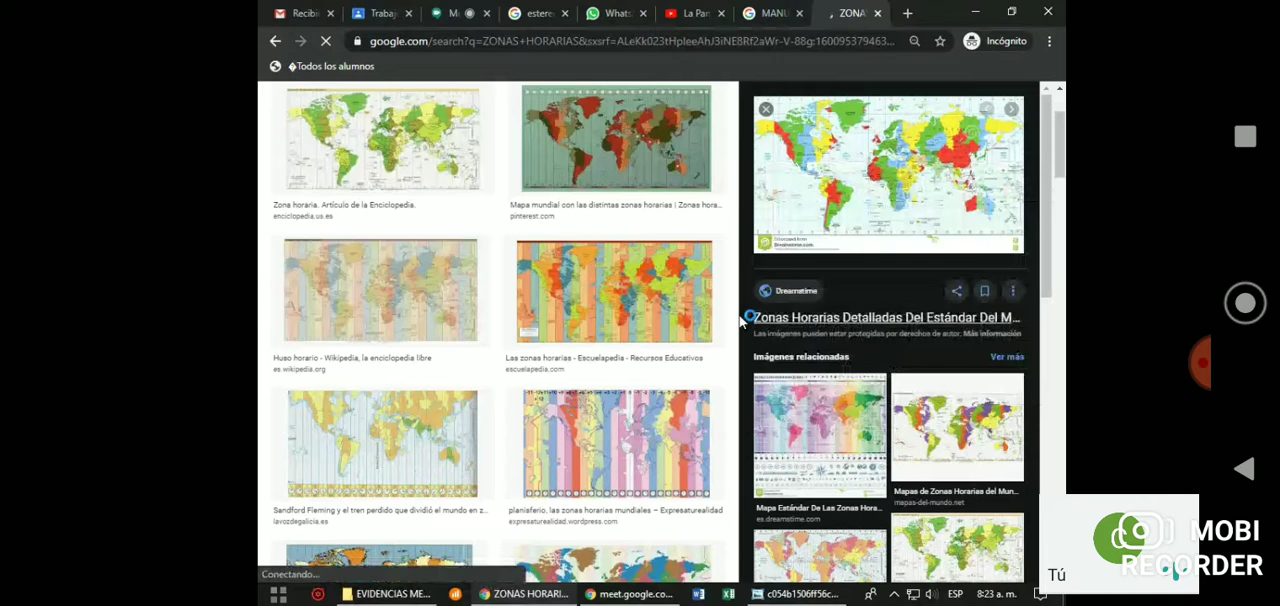 Recibi
Trabaj
M
estere
Whats
La Par
MANU
ZONA
google.com/search?q=ZONAS+HORARIAS&sxsrf=
Incógnito
�Todos los alumnos
Zona horaria. Artículo de la Enciclopedia.
enciclopedia.us.es
Mapa mundial con las distintas zonas horarias | Zonas hora...
pinterest.com
Huso horario - Wikipedia, la enciclopedia libre
es.wikipedia.org
Las zonas horarias - Escuelapedia - Recursos Educativos
escuelapedia.com
Sandford Fleming y el tren perdido que dividió el mundo en z...
lavozdegalicia.es
planisferio, las zonas horarias mundiales – Expresaturealidad
expresaturealidad.wordpress.com
Dreamstime.com
Dreamstime
Zonas Horarias Detalladas Del Estándar Del M...
Las imágenes pueden estar protegidas por derechos de autor. Más información
Imágenes relacionadas
Ver más
Mapa Estándar De Las Zonas Hora...
es.dreamstime.com
Mapas de Zonas Horarias del Mun...
mapas-del-mundo.net
Conectando...
EVIDENCIAS ME...
ZONAS HORARI...
meet.google.co...
c054b1506ff56c...
ESP
8:23 a. m.
Tú
MOBI
RECORDER